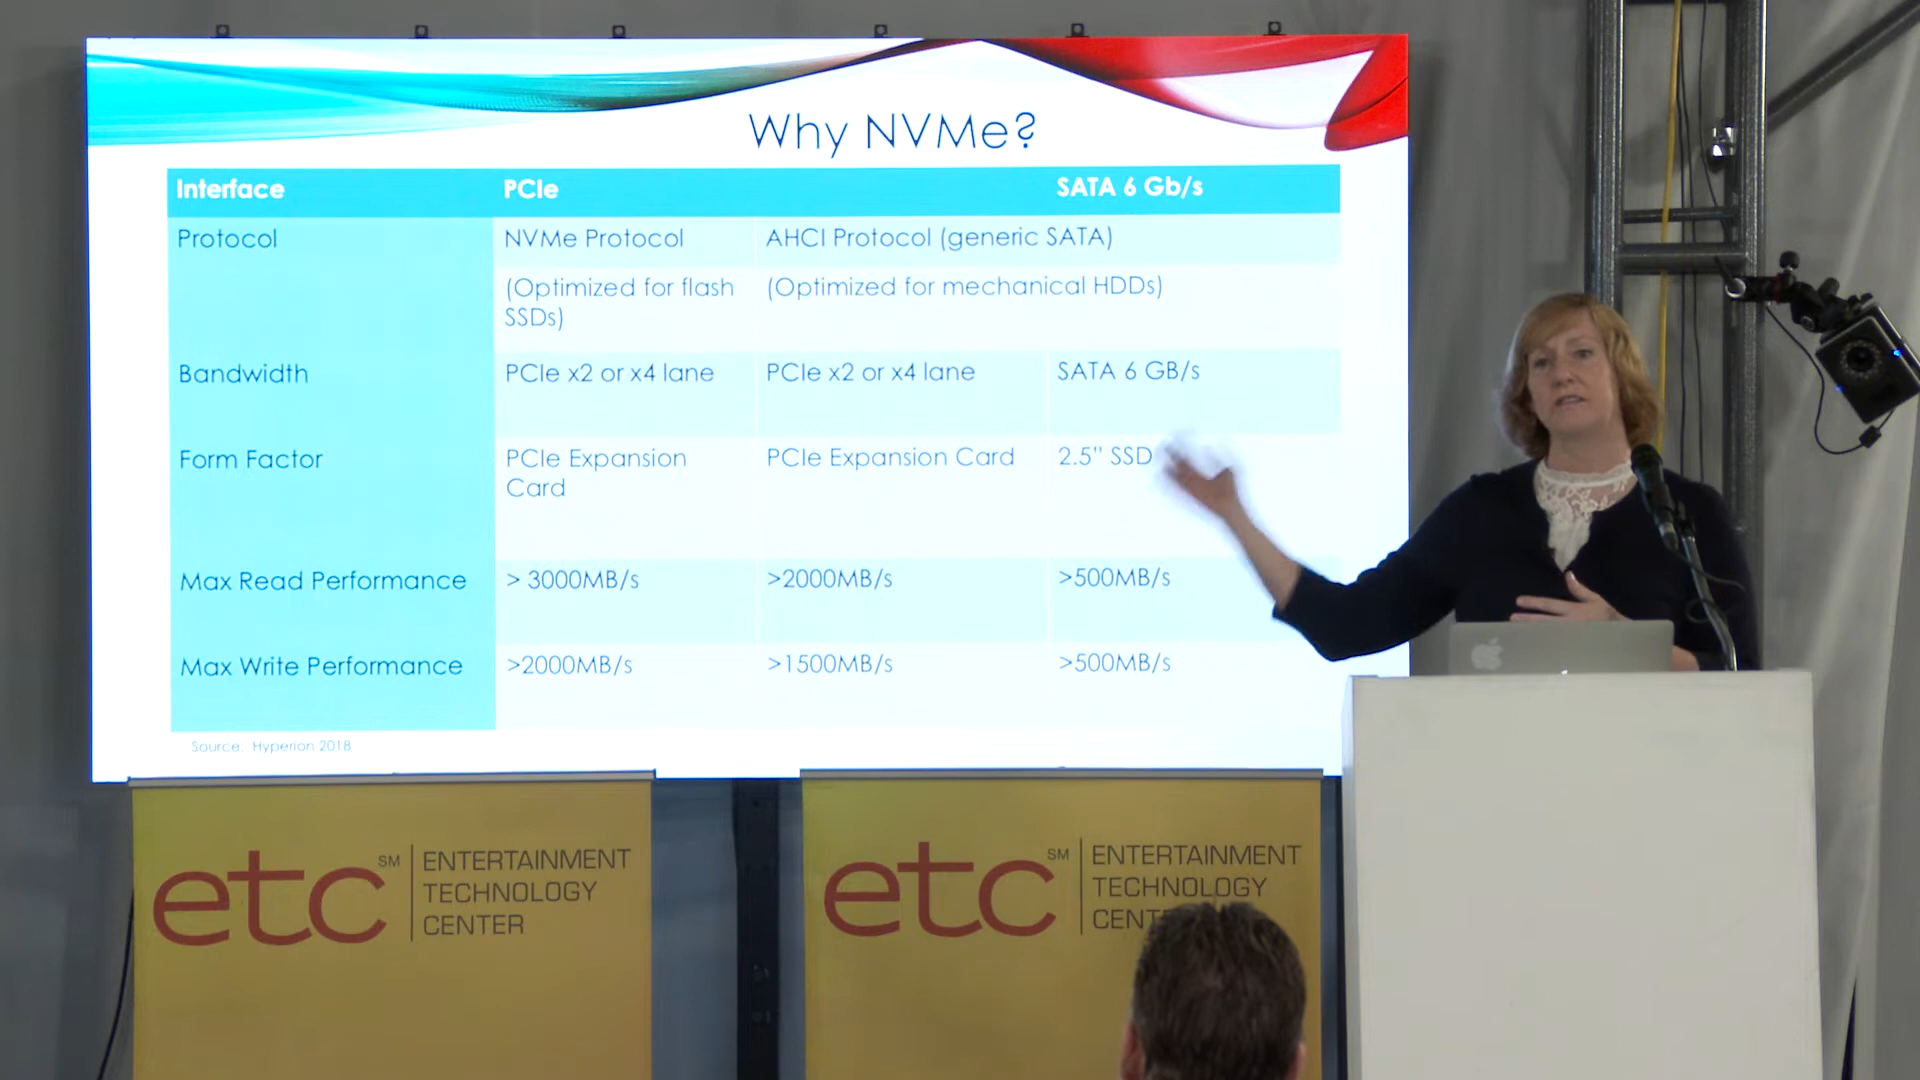 Why NVMe?
Interface PCIe SATA 6 Gb/s
Protocol NVMe Protocol AHCI Protocol (generic SATA)
(Optimized for flash (Optimized for mechanical HDDs)
SSDs)
Bandwidth PCIe x2 or x4 lane PCIe x2 or x4 lane SATA 6 GB/s
Form Factor PCIe Expansion PCIe Expansion Card 2.5" SSD
Card
Max Read Performance > 3000MB/s >2000MB/s >500MB/s
Max Write Performance >2000MB/s >1500MB/s >500MB/s
Source: Hyperion 2018
etc SM ENTERTAINMENT
TECHNOLOGY
CENTER
etc SM ENTERTAINMENT
TECHNOLOGY
CENT